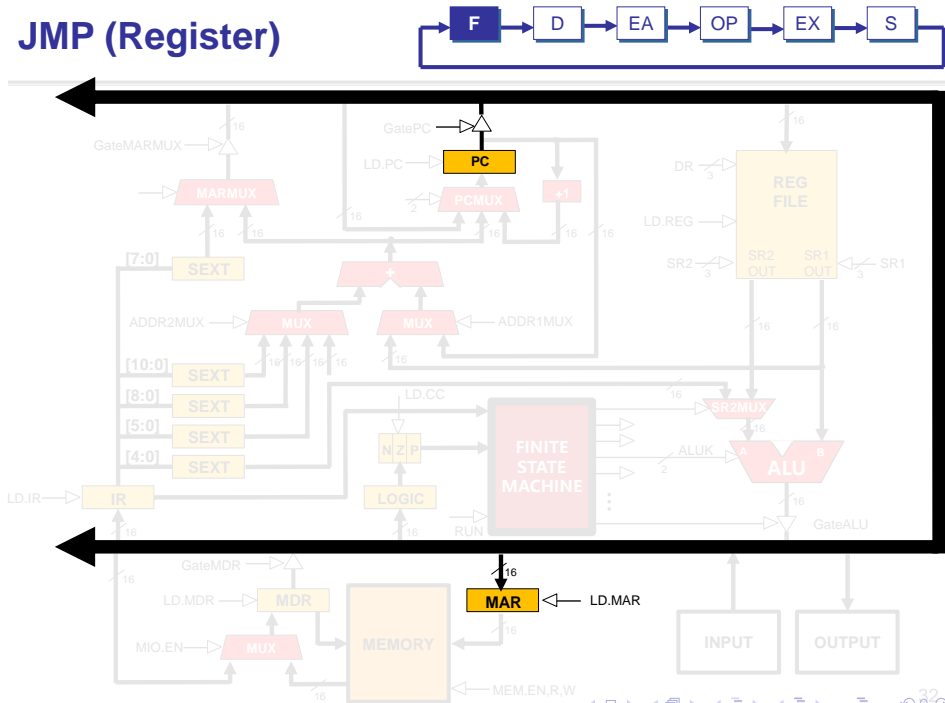 JMP (Register)
F D EA OP EX S
16 16
GatePC
GateMARMUX
LD.PC PC
DR 3
REG FILE
MARMUX
2 PCMUX +1
LD.REG
16 16 16 16 16 16
[7:0] SEXT
SR2 3 SR2 OUT SR1 OUT 3 SR1
+
ADDR2MUX MUX MUX ADDR1MUX
16 16
16 16 16 16 16
[10:0] SEXT
LD.CC 16
[8:0] SEXT
SR2MUX
[5:0] SEXT
N Z P FINITE STATE MACHINE 16
ALUK 2 A B ALU
[4:0] SEXT
LD.IR IR LOGIC
16
16 16 RUN GateALU
GateMDR 16 16
LD.MDR MDR MAR LD.MAR
MIO.EN MUX MEMORY 16 INPUT OUTPUT
16 MEM.EN,R,W
32